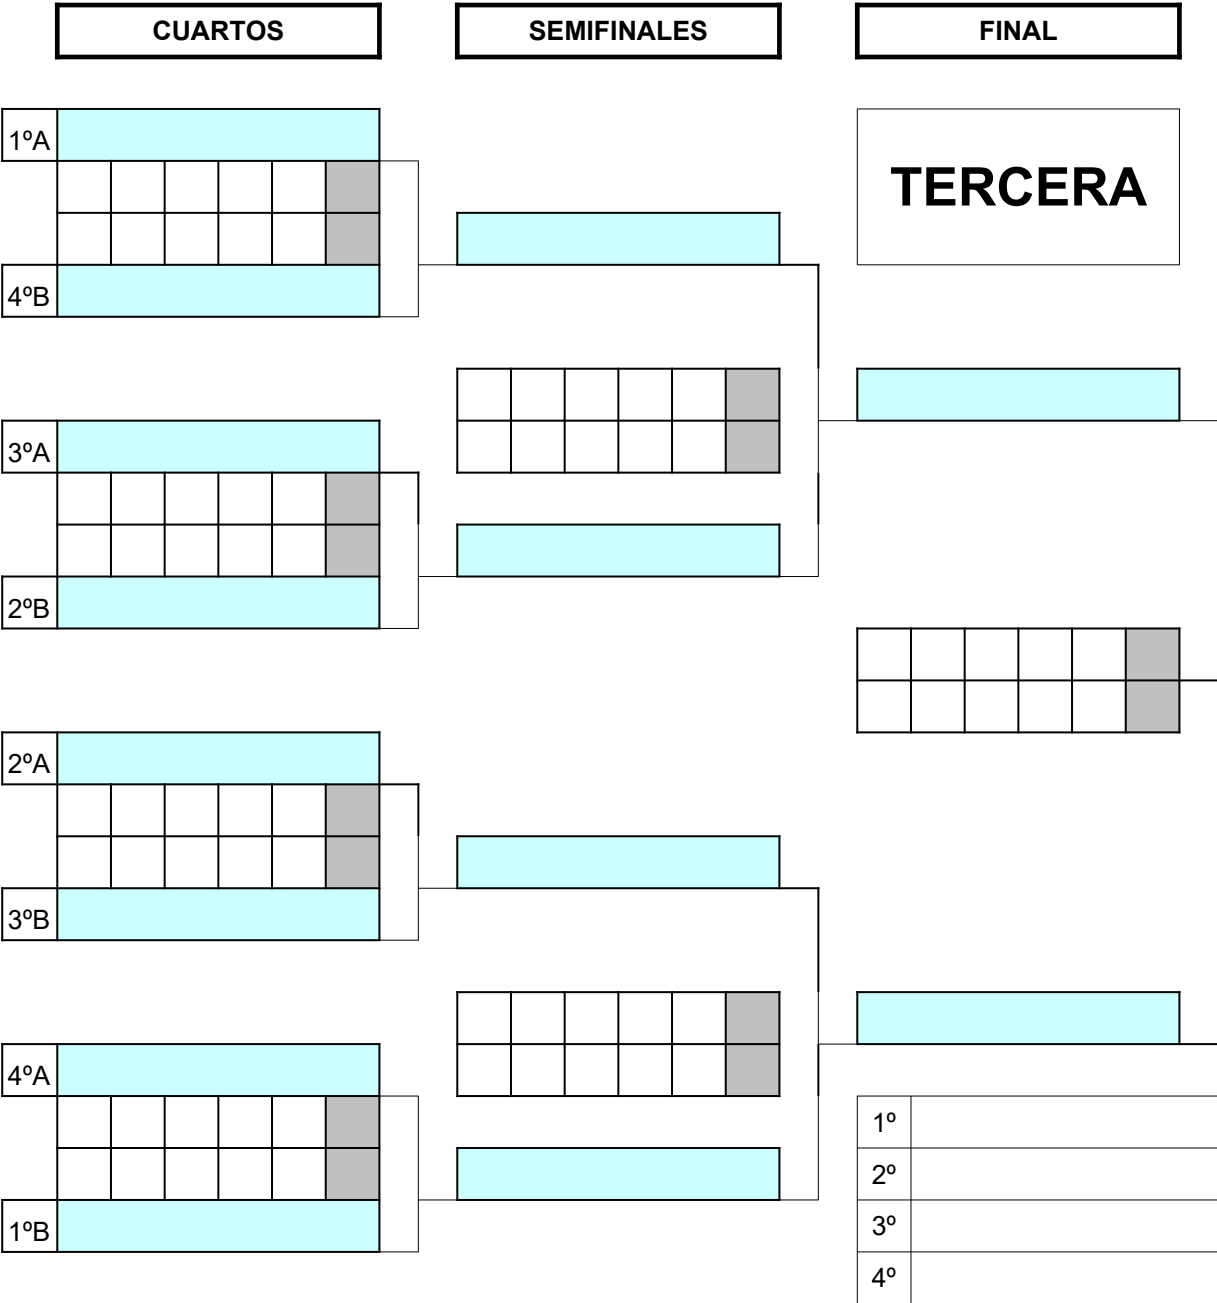 CUARTOS SEMIFINALES FINAL
1ºA
TERCERA
4ºB
3ºA
2ºB
2ºA
3ºB
4ºA
1º
2º
1ºB
3º
4º